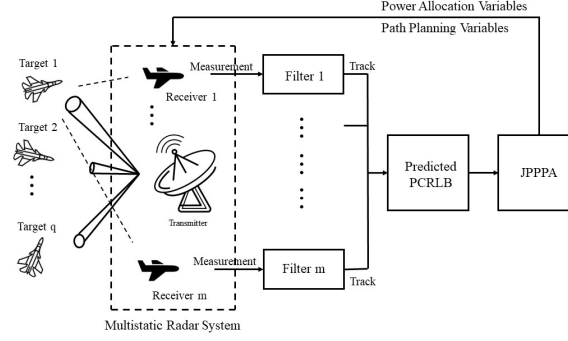 Power Allocation Variables
Path Planning Variables
Target 1
Measurement
Filter 1
Track
Receiver 1
Target 2
Predicted
PCRLB
JPPPA
Transmitter
Target q
Measurement
Filter m
Track
Receiver m
Multistatic Radar System